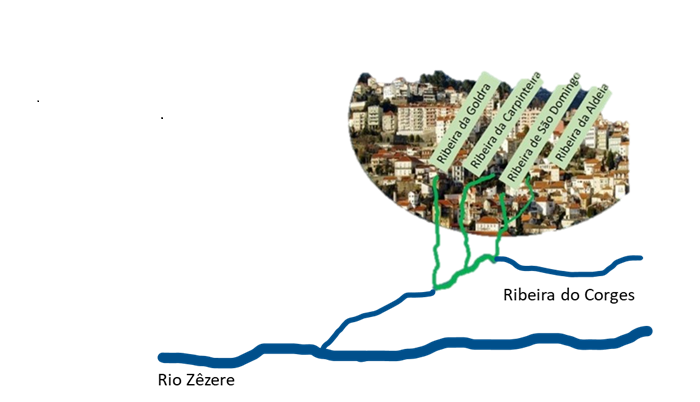 Ribeira da Goldra
Ribeira da Carpinteira
Ribeira de São Domingo
Ribeira da Aldeia
Ribeira do Corges
Rio Zêzere